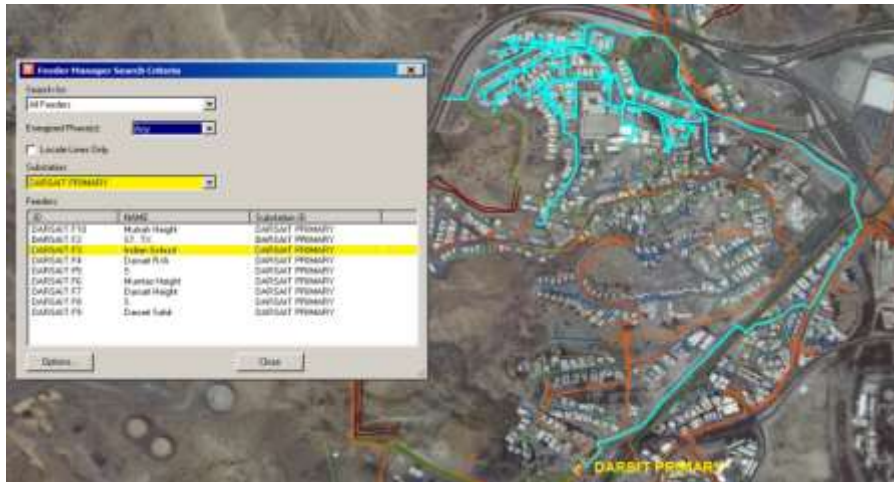 Feeder Manager Search Criteria
Search for
All Feeders
Energized Phase(s)
Any
Locate Lines Only
Substation
DARSAIT PRIMARY
Feeders
ID NAME Substation ID
DARSAIT F10 Muttrah Height DARSAIT PRIMARY
DARSAIT F2 DARSAIT PRIMARY
DARSAIT F3 Indian School DARSAIT PRIMARY
DARSAIT F4 Darsait DARSAIT PRIMARY
DARSAIT F5 DARSAIT PRIMARY
DARSAIT F6 Mumtaz Height DARSAIT PRIMARY
DARSAIT F7 Darsait Height DARSAIT PRIMARY
DARSAIT F8 DARSAIT PRIMARY
DARSAIT F9 Darsait DARSAIT PRIMARY
Options... Close
DARSIT PRIMARY